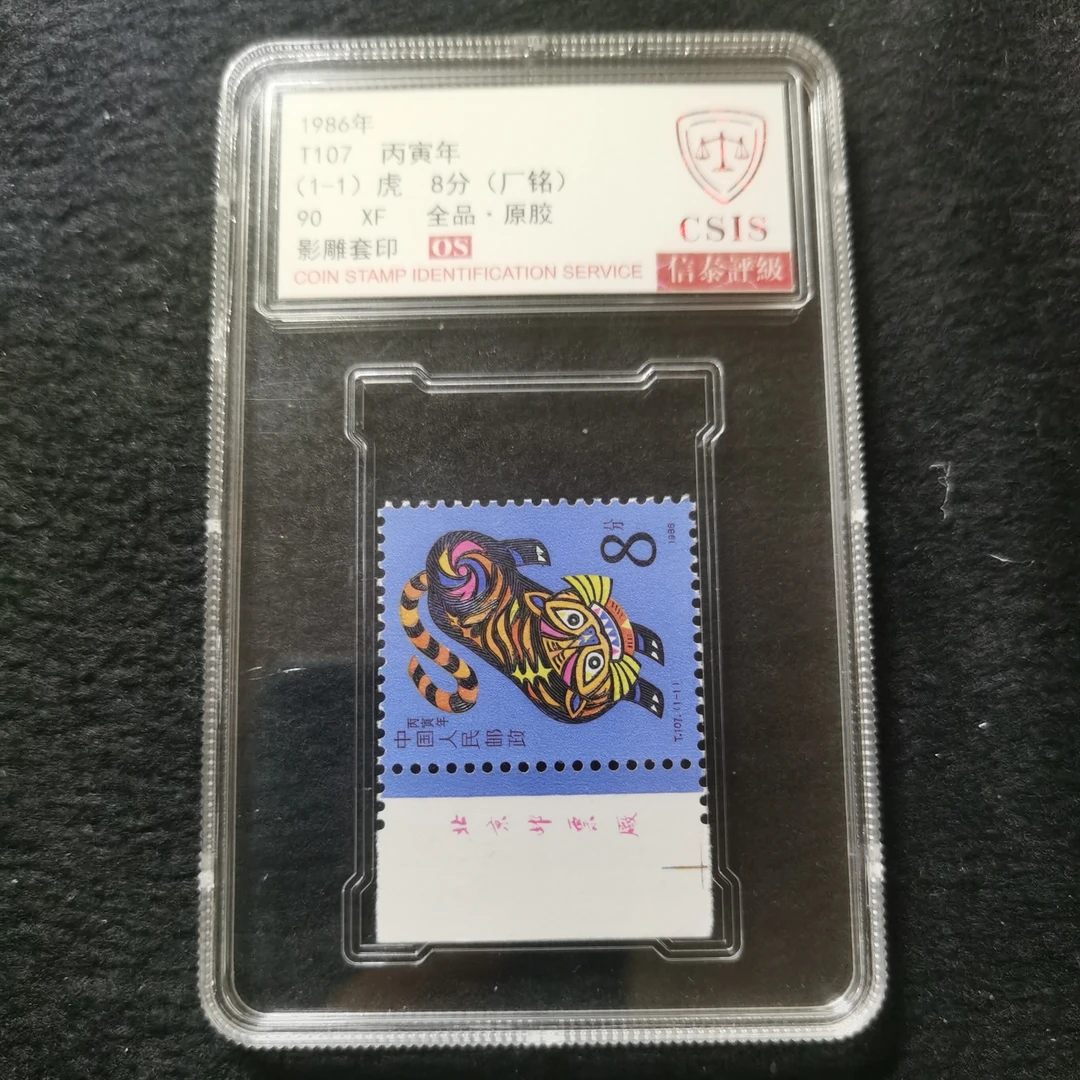 1986年
T107 丙寅年
(1-1)虎 8分(厂铭)
90 XF 全品·原胶
影雕套印 OS
COIN STAMP IDENTIFICATION SERVICE
CSIS
信泰評級
8分
1986
T.107.(1-1)
丙寅年
中国人民邮政
北京邮票厂